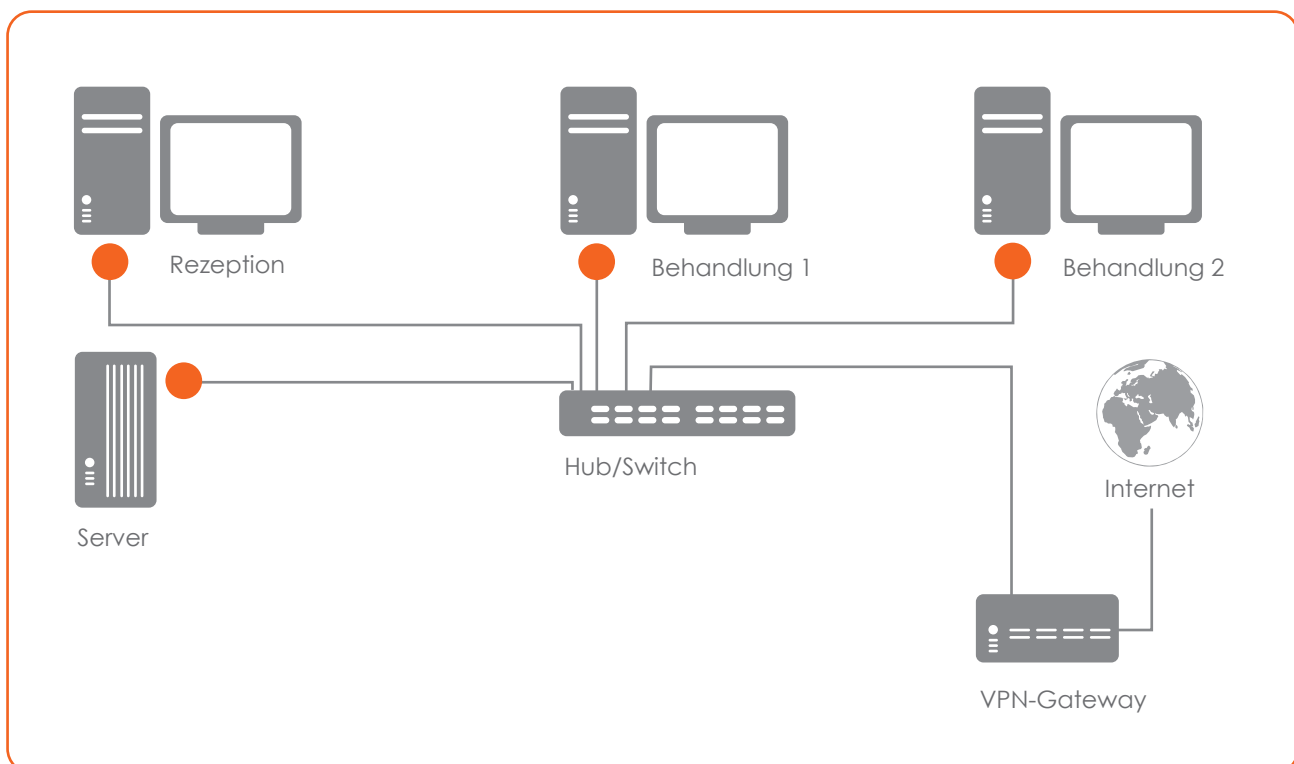 Rezeption
Behandlung 1
Behandlung 2
Hub/Switch
Internet
Server
VPN-Gateway